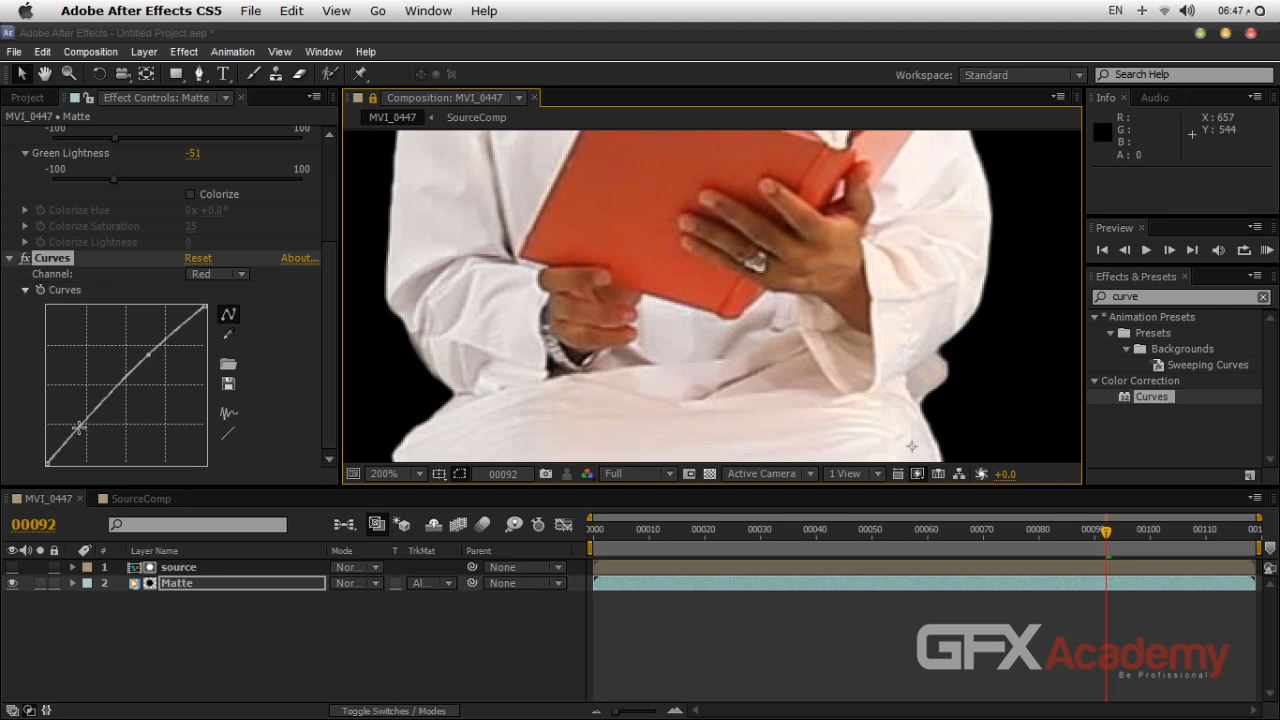 Adobe After Effects CS5 File Edit View Go Window Help EN 06:47 م
Adobe After Effects - Untitled Project.aep *
File Edit Composition Layer Effect Animation View Window Help
Workspace: Standard Search Help
Project Effect Controls: Matte Composition: MVI_0447 Info Audio
MVI_0447 • Matte MVI_0447 SourceComp
R: G: B: A: 0
X: 657
Y: 544
-100 100
Green Lightness -51
-100 100
Colorize
Colorize Hue 0x +0.0°
Colorize Saturation 25
Colorize Lightness 0
fx Curves Reset About...
Channel: Red
Curves
Preview
Effects & Presets
curve
* Animation Presets
Presets
Backgrounds
Sweeping Curves
Color Correction
Curves
200% 00092 Full Active Camera 1 View +0.0
MVI_0447 SourceComp
00092
0000 00010 00020 00030 00040 00050 00060 00070 00080 00090 00100 00110 001
# Layer Name Mode T TrkMat Parent
1 source Nor... None
2 Matte Nor... Al... None
GFX Academy
Be Profissional
Toggle Switches / Modes